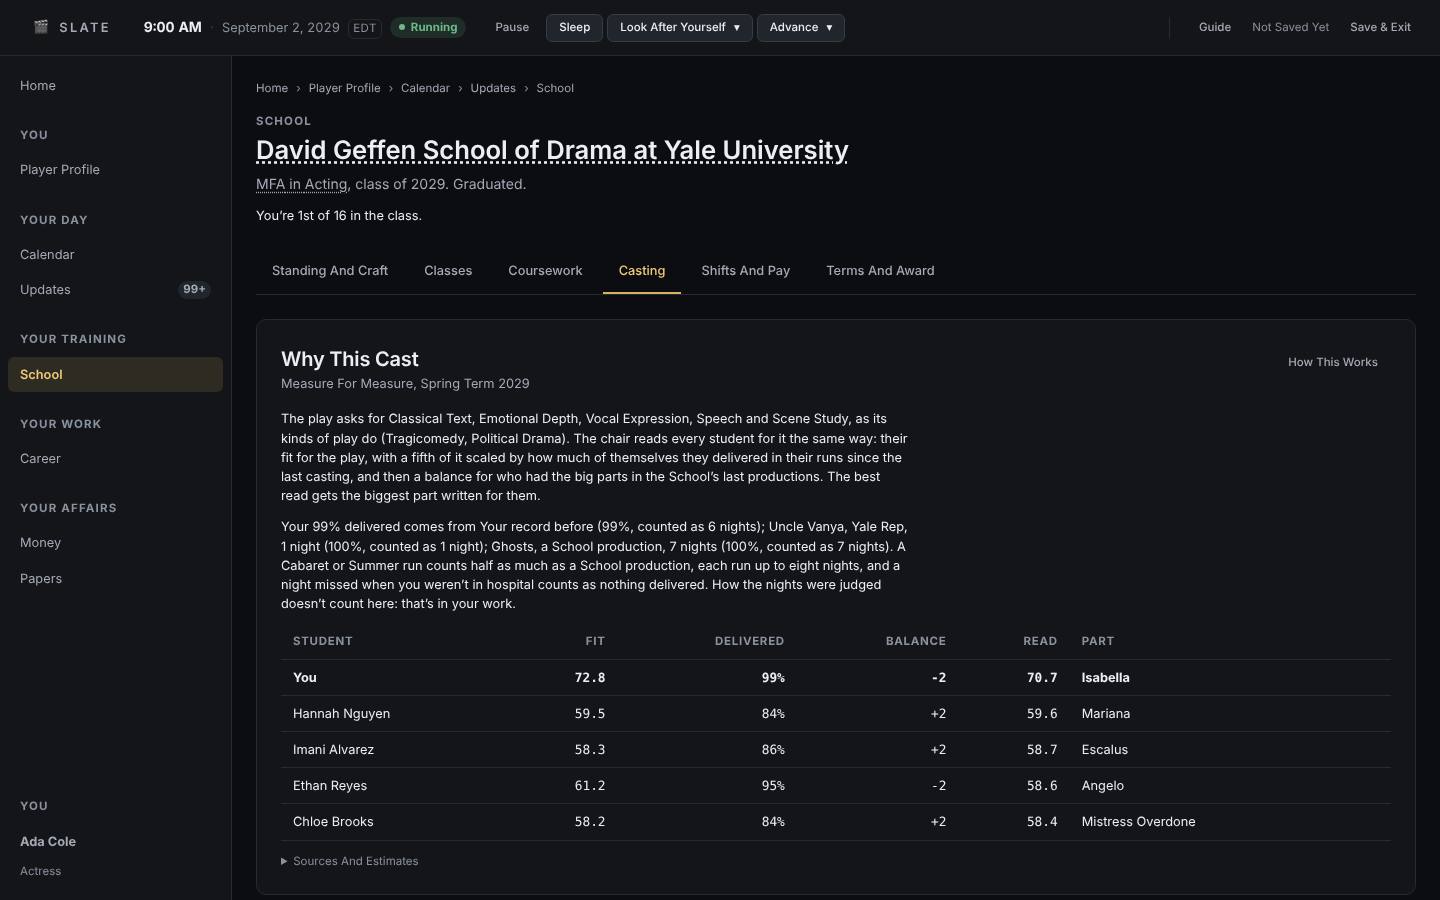 SLATE
9:00 AM · September 2, 2029 EDT Running
Pause
Sleep
Look After Yourself ▾
Advance ▾
Guide
Not Saved Yet
Save & Exit
Home
YOU
Player Profile
YOUR DAY
Calendar
Updates 99+
YOUR TRAINING
School
YOUR WORK
Career
YOUR AFFAIRS
Money
Papers
YOU
Ada Cole
Actress
Home › Player Profile › Calendar › Updates › School
SCHOOL
David Geffen School of Drama at Yale University
MFA in Acting, class of 2029. Graduated.
You’re 1st of 16 in the class.
Standing And Craft
Classes
Coursework
Casting
Shifts And Pay
Terms And Award
Why This Cast
How This Works
Measure For Measure, Spring Term 2029
The play asks for Classical Text, Emotional Depth, Vocal Expression, Speech and Scene Study, as its
kinds of play do (Tragicomedy, Political Drama). The chair reads every student for it the same way: their
fit for the play, with a fifth of it scaled by how much of themselves they delivered in their runs since the
last casting, and then a balance for who had the big parts in the School’s last productions. The best
read gets the biggest part written for them.
Your 99% delivered comes from Your record before (99%, counted as 6 nights); Uncle Vanya, Yale Rep,
1 night (100%, counted as 1 night); Ghosts, a School production, 7 nights (100%, counted as 7 nights). A
Cabaret or Summer run counts half as much as a School production, each run up to eight nights, and a
night missed when you weren’t in hospital counts as nothing delivered. How the nights were judged
doesn’t count here: that’s in your work.
STUDENT FIT DELIVERED BALANCE READ PART
You 72.8 99% -2 70.7 Isabella
Hannah Nguyen 59.5 84% +2 59.6 Mariana
Imani Alvarez 58.3 86% +2 58.7 Escalus
Ethan Reyes 61.2 95% -2 58.6 Angelo
Chloe Brooks 58.2 84% +2 58.4 Mistress Overdone
▶ Sources And Estimates